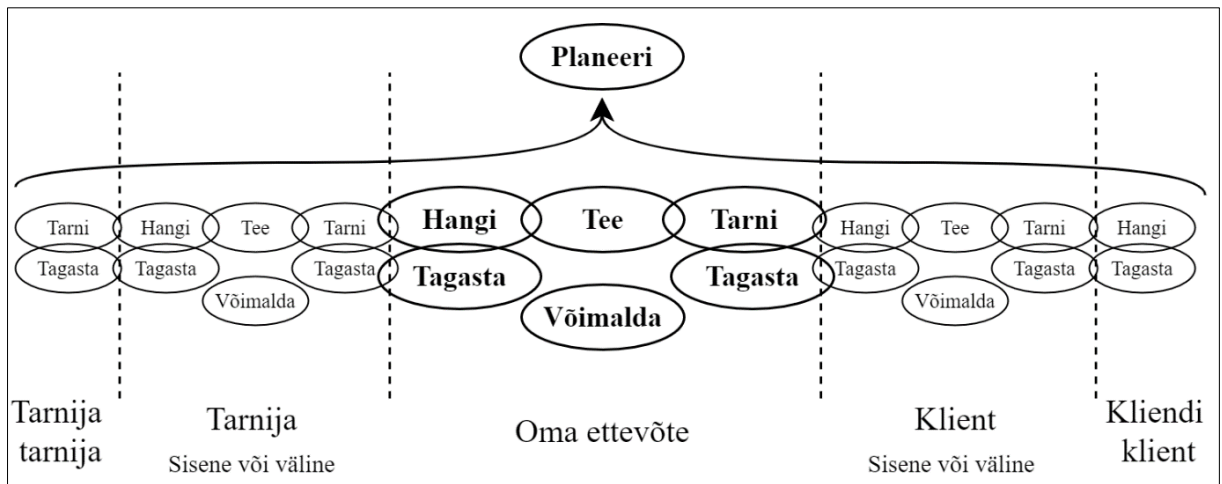 Planeeri
Tarni Hangi Tee Tarni Hangi Tee Tarni Hangi Tee Tarni Hangi
Tagasta Tagasta Tagasta Tagasta Tagasta Tagasta Tagasta Tagasta
Võimalda Võimalda Võimalda
Tarnija tarnija
Tarnija
Sisene või väline
Oma ettevõte
Klient
Sisene või väline
Kliendi
klient